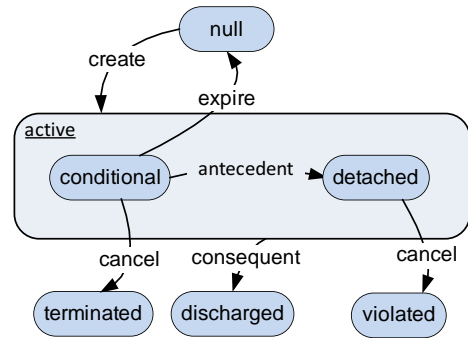 null
create
expire
active
conditional
antecedent
detached
cancel
consequent
cancel
terminated
discharged
violated